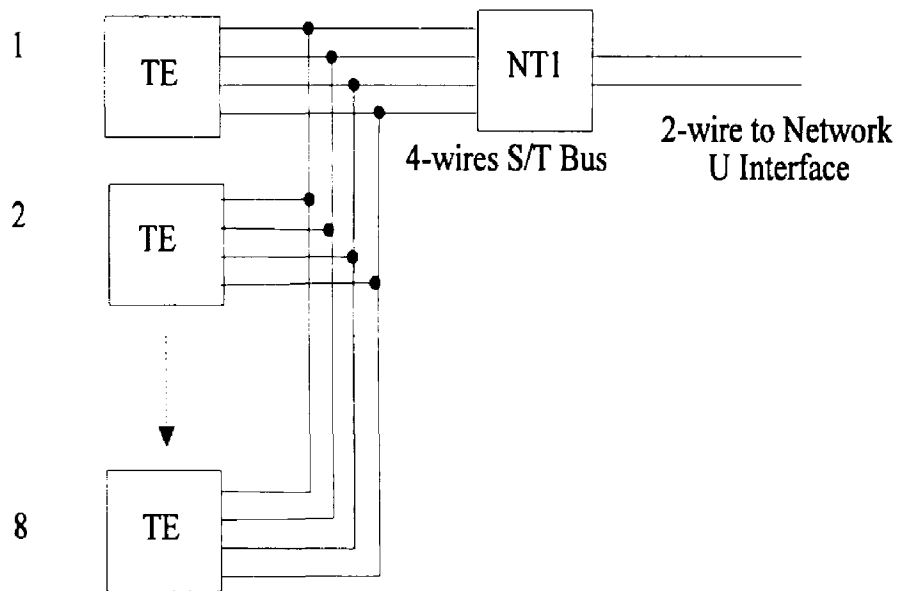 1
TE
NT1
4-wires S/T Bus
2-wire to Network
U Interface
2
TE
8
TE